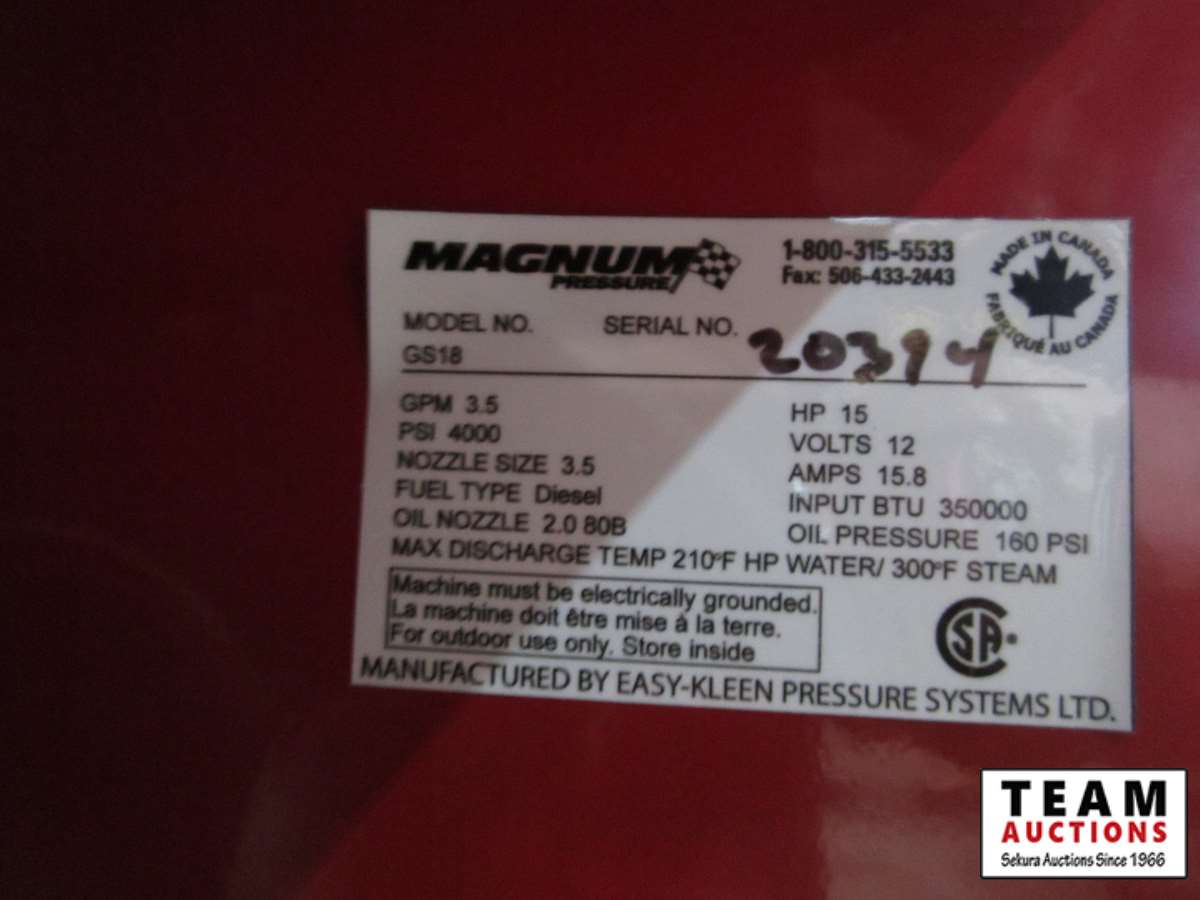 MAGNUM
PRESSURE
1-800-315-5533
Fax: 506-433-2443
MADE IN CANADA
FABRIQUÉ AU CANADA
MODEL NO. SERIAL NO. 20394
GS18
GPM 3.5
PSI 4000
NOZZLE SIZE 3.5
FUEL TYPE Diesel
OIL NOZZLE 2.0 80B
HP 15
VOLTS 12
AMPS 15.8
INPUT BTU 350000
OIL PRESSURE 160 PSI
MAX DISCHARGE TEMP 210°F HP WATER/ 300°F STEAM
Machine must be electrically grounded.
La machine doit être mise à la terre.
For outdoor use only. Store inside
CSA
MANUFACTURED BY EASY-KLEEN PRESSURE SYSTEMS LTD.
TEAM
AUCTIONS
Sekura Auctions Since 1966